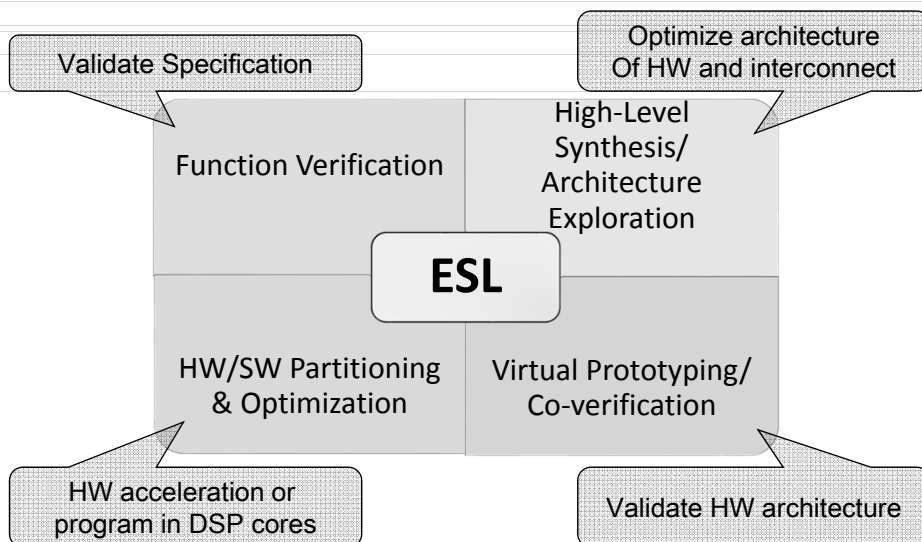 Validate Specification
Optimize architecture
Of HW and interconnect
Function Verification
High-Level
Synthesis/
Architecture
Exploration
ESL
HW/SW Partitioning
& Optimization
Virtual Prototyping/
Co-verification
HW acceleration or
program in DSP cores
Validate HW architecture